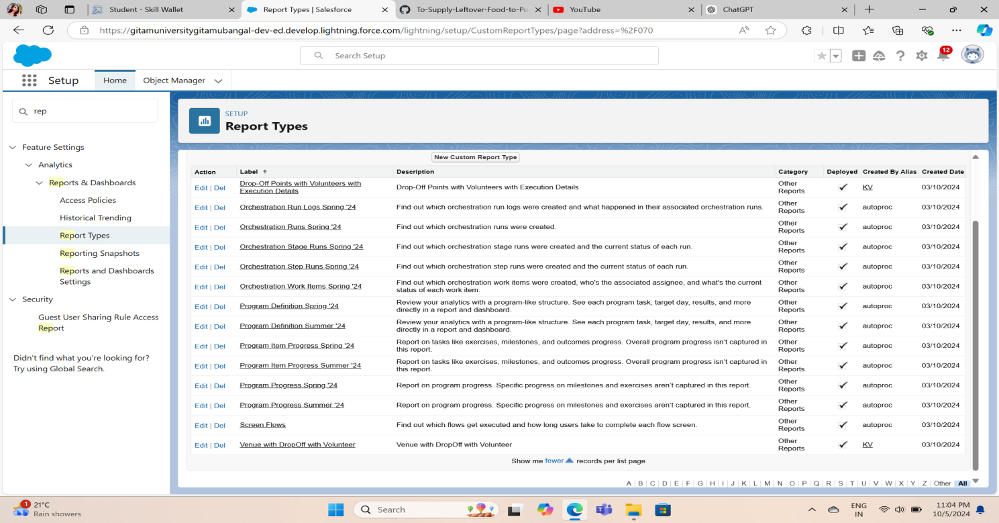 Student - Skill Wallet
Report Types | Salesforce
To-Supply-Leftover-Food-to-Po
YouTube
ChatGPT
https://gitamuniversitygitamubangal-dev-ed.develop.lightning.force.com/lightning/setup/CustomReportTypes/page?address=%2F070
Search Setup
12
Setup
Home
Object Manager
rep
Feature Settings
Analytics
Reports & Dashboards
Access Policies
Historical Trending
Report Types
Reporting Snapshots
Reports and Dashboards
Settings
Security
Guest User Sharing Rule Access
Report
Didn't find what you're looking for?
Try using Global Search.
SETUP
Report Types
New Custom Report Type
Action Label Description Category Deployed Created By Alias Created Date
Edit | Del Drop-Off Points with Volunteers with Execution Details Drop-Off Points with Volunteers with Execution Details Other Reports KV 03/10/2024
Edit | Del Orchestration Run Logs Spring '24 Find out which orchestration run logs were created and what happened in their associated orchestration runs. Other Reports autoproc 03/10/2024
Edit | Del Orchestration Runs Spring '24 Find out which orchestration runs were created. Other Reports autoproc 03/10/2024
Edit | Del Orchestration Stage Runs Spring '24 Find out which orchestration stage runs were created and the current status of each run. Other Reports autoproc 03/10/2024
Edit | Del Orchestration Step Runs Spring '24 Find out which orchestration step runs were created and the current status of each run. Other Reports autoproc 03/10/2024
Edit | Del Orchestration Work Items Spring '24 Find out which orchestration work items were created, who's the associated assignee, and what's the current status of each work item. Other Reports autoproc 03/10/2024
Edit | Del Program Definition Spring '24 Review your analytics with a program-like structure. See each program task, target day, results, and more directly in a report and dashboard. Other Reports autoproc 03/10/2024
Edit | Del Program Definition Summer '24 Review your analytics with a program-like structure. See each program task, target day, results, and more directly in a report and dashboard. Other Reports autoproc 03/10/2024
Edit | Del Program Item Progress Spring '24 Report on tasks like exercises, milestones, and outcomes progress. Overall program progress isn't captured in this report. Other Reports autoproc 03/10/2024
Edit | Del Program Item Progress Summer '24 Report on tasks like exercises, milestones, and outcomes progress. Overall program progress isn't captured in this report. Other Reports autoproc 03/10/2024
Edit | Del Program Progress Spring '24 Report on program progress. Specific progress on milestones and exercises aren't captured in this report. Other Reports autoproc 03/10/2024
Edit | Del Program Progress Summer '24 Report on program progress. Specific progress on milestones and exercises aren't captured in this report. Other Reports autoproc 03/10/2024
Edit | Del Screen Flows Find out which flows get executed and how long users take to complete each flow screen. Other Reports autoproc 03/10/2024
Edit | Del Venue with DropOff with Volunteer Venue with DropOff with Volunteer Other Reports KV 03/10/2024
Show me fewer records per list page
A | B | C | D | E | F | G | H | I | J | K | L | M | N | O | P | Q | R | S | T | U | V | W | X | Y | Z | Other | All
1
21°C
Rain showers
Search
ENG
IN
11:04 PM
10/5/2024